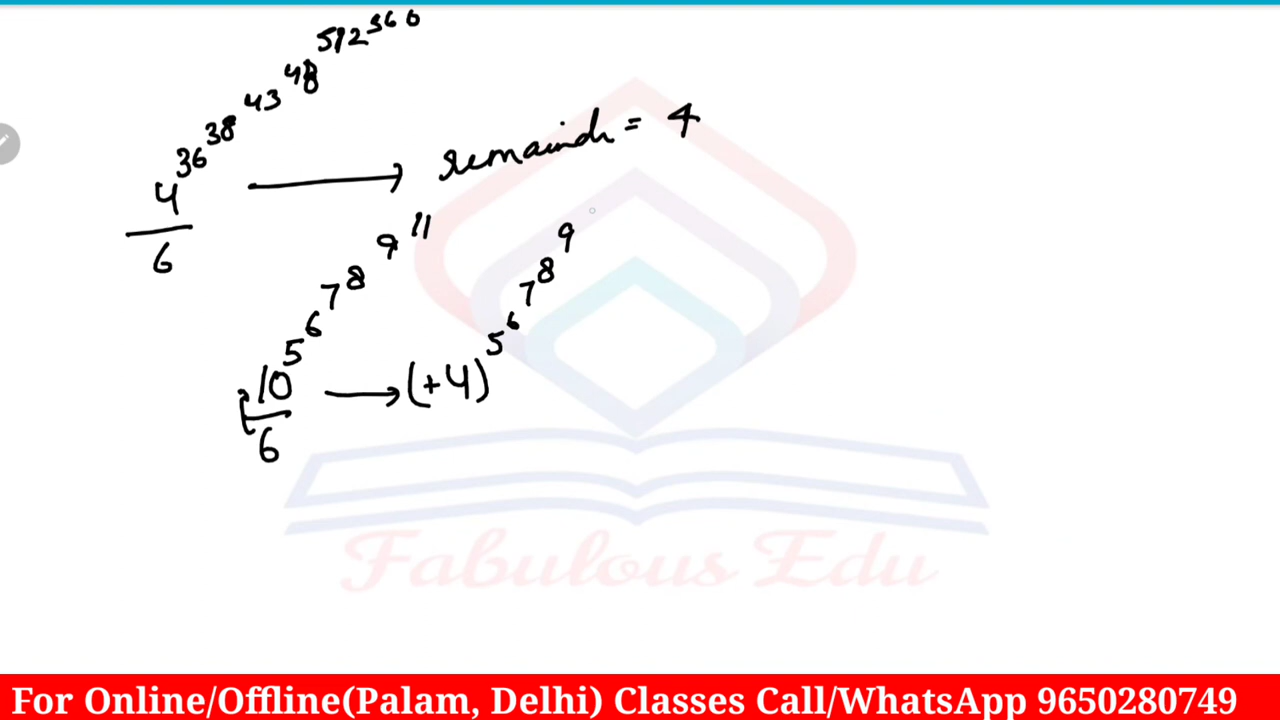 4^36^38^43^48^512^566 / 6 → remainder = 4
10^5^6^7^8^9^11 / 6 → (+4)^5^6^7^8^9
Fabulous Edu
For Online/Offline(Palam, Delhi) Classes Call/WhatsApp 9650280749